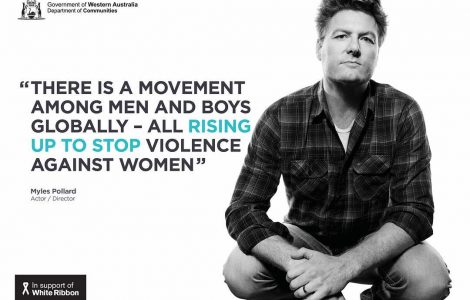 Government of Western Australia
Department of Communities
“THERE IS A MOVEMENT
AMONG MEN AND BOYS
GLOBALLY – ALL RISING
UP TO STOP VIOLENCE
AGAINST WOMEN”
Myles Pollard
Actor / Director
In support of
White Ribbon